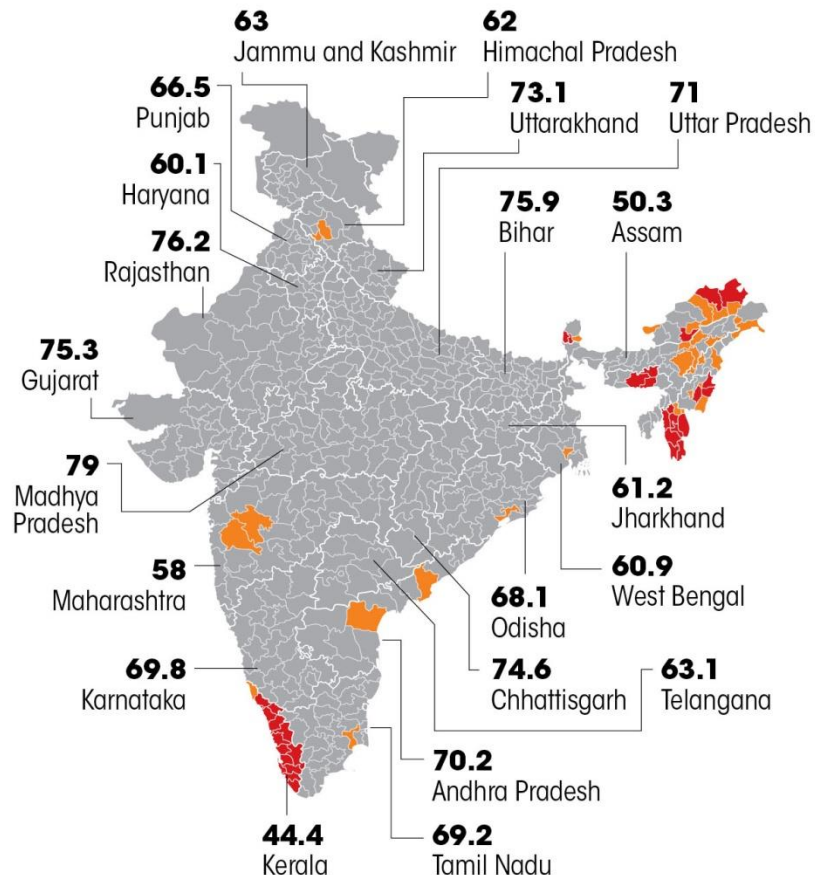 63
Jammu and Kashmir
62
Himachal Pradesh
66.5
Punjab
73.1
Uttarakhand
71
Uttar Pradesh
60.1
Haryana
75.9
Bihar
50.3
Assam
76.2
Rajasthan
75.3
Gujarat
79
Madhya
Pradesh
61.2
Jharkhand
58
Maharashtra
68.1
Odisha
60.9
West Bengal
69.8
Karnataka
74.6
Chhattisgarh
63.1
Telangana
70.2
Andhra Pradesh
44.4
Kerala
69.2
Tamil Nadu